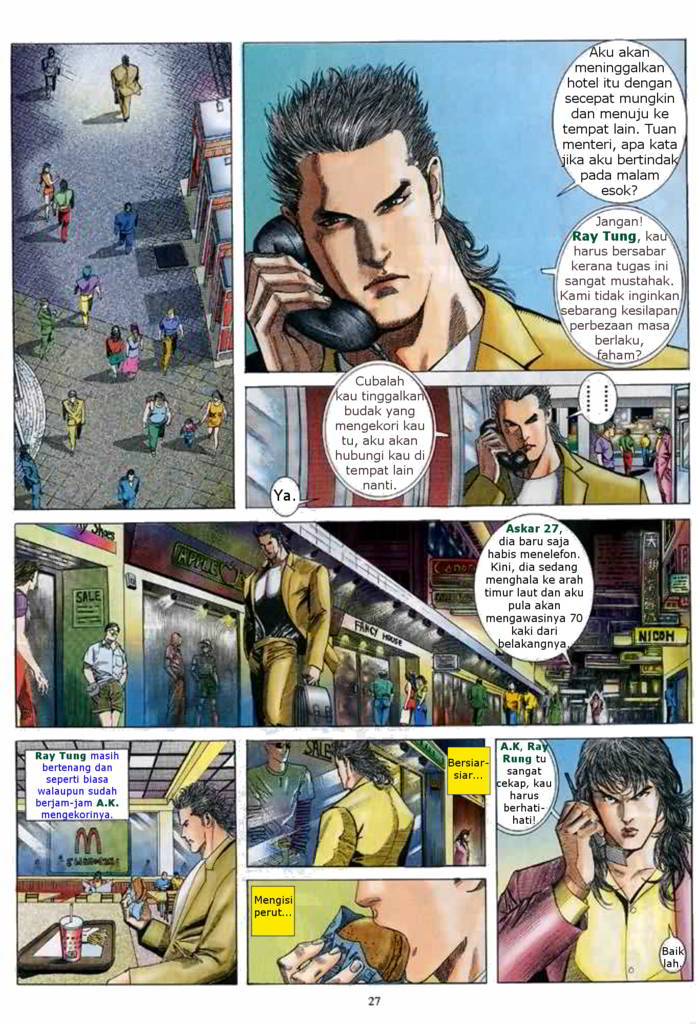 Aku akan
meninggalkan
hotel itu dengan
secepat mungkin
dan menuju ke
tempat lain. Tuan
menteri, apa kata
jika aku bertindak
pada malam
esok?
Jangan!
Ray Tung, kau
harus bersabar
kerana tugas ini
sangat mustahak.
Kami tidak inginkan
sebarang kesilapan
perbezaan masa
berlaku,
faham?
Cubalah
kau tinggalkan
budak yang
mengekori kau
tu, aku akan
hubungi kau di
tempat lain
nanti.
Ya.
Askar 27,
dia baru saja
habis menelefon.
Kini, dia sedang
menghala ke arah
timur laut dan aku
pula akan
mengawasinya 70
kaki dari
belakangnya.
SALE
APPLE
FANCY HOUSE
NICOH
Ray Tung masih
bertenang dan
seperti biasa
walaupun sudah
berjam-jam A.K.
mengekorinya.
SALE
Bersiar-
siar...
Mengisi
perut...
A.K, Ray
Rung tu
sangat
cekap, kau
harus
berhati-
hati!
Baik
lah.
27